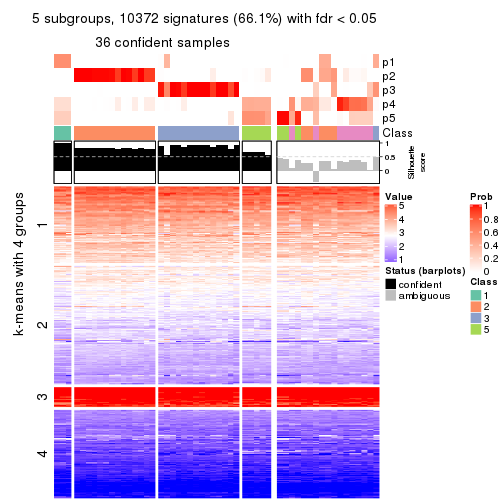 5 subgroups, 10372 signatures (66.1%) with fdr < 0.05
36 confident samples
p1
p2
p3
p4
p5
Class
1
0.5
0
Silhouette
score
k-means with 4 groups
1
2
3
4
Value
5
4
3
2
1
Status (barplots)
confident
ambiguous
Prob
1
0.8
0.6
0.4
0.2
0
Class
1
2
3
5